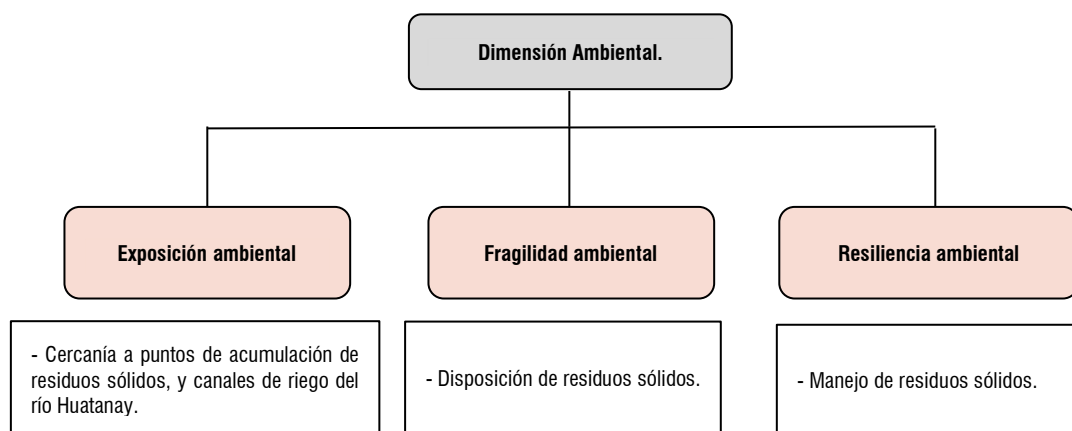 Dimensión Ambiental.
Exposición ambiental
Fragilidad ambiental
Resiliencia ambiental
- Cercanía a puntos de acumulación de
residuos sólidos, y canales de riego del
río Huatanay.
- Disposición de residuos sólidos.
- Manejo de residuos sólidos.